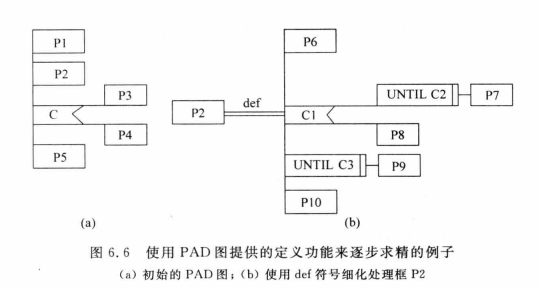 P1
P2
C
P3
P4
P5
(a)
P2
def
P6
C1
UNTIL C2
P7
P8
UNTIL C3
P9
P10
(b)
图 6.6 使用 PAD 图提供的定义功能来逐步求精的例子
(a) 初始的 PAD 图；(b) 使用 def 符号细化处理框 P2